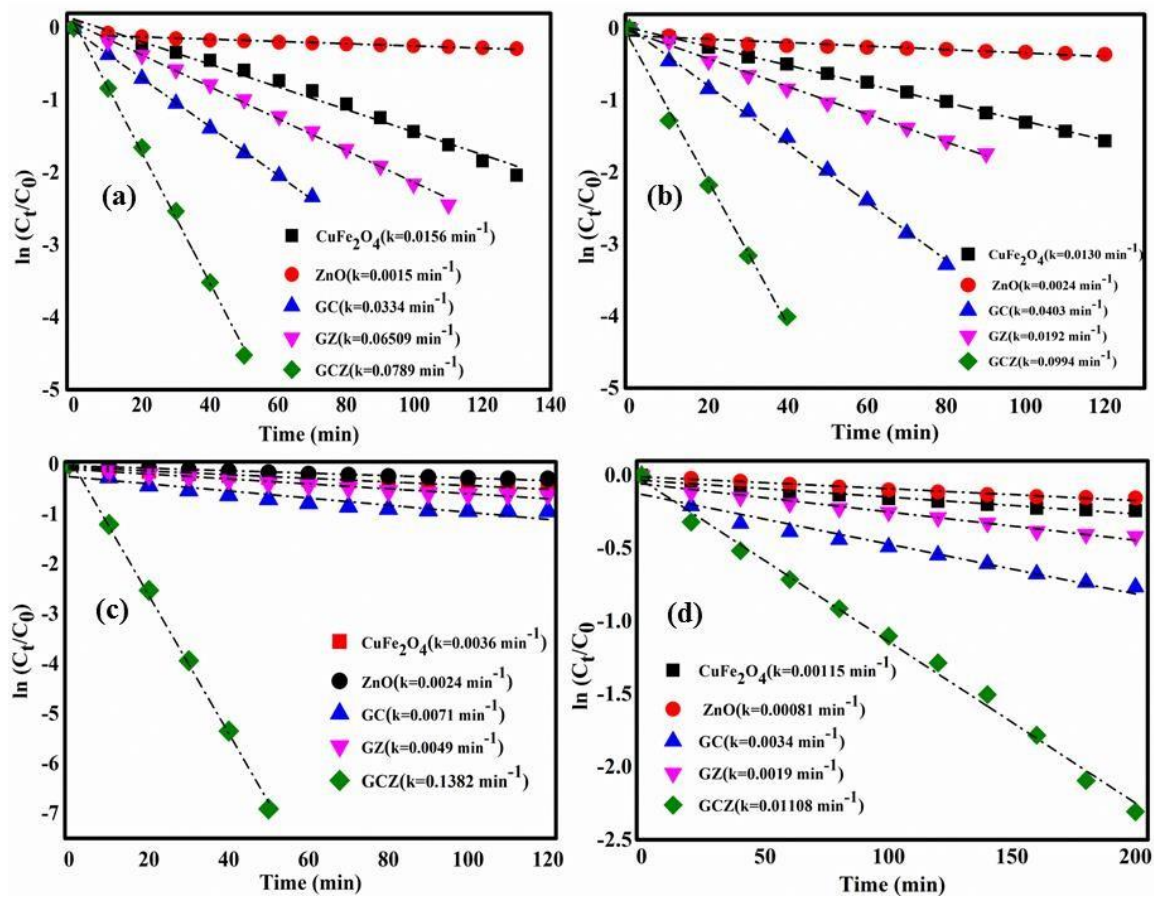 0
-1
-2
-3
-4
-5
ln (Ct/C0)
(a)
CuFe2O4(k=0.0156 min-1)
ZnO(k=0.0015 min-1)
GC(k=0.0334 min-1)
GZ(k=0.06509 min-1)
GCZ(k=0.0789 min-1)
0 20 40 60 80 100 120 140
Time (min)
0
-1
-2
-3
-4
-5
ln (Ct/C0)
(b)
CuFe2O4(k=0.0130 min-1)
ZnO(k=0.0024 min-1)
GC(k=0.0403 min-1)
GZ(k=0.0192 min-1)
GCZ(k=0.0994 min-1)
0 20 40 60 80 100 120
Time (min)
0
-1
-2
-3
-4
-5
-6
-7
ln (Ct/C0)
(c)
CuFe2O4(k=0.0036 min-1)
ZnO(k=0.0024 min-1)
GC(k=0.0071 min-1)
GZ(k=0.0049 min-1)
GCZ(k=0.1382 min-1)
0 20 40 60 80 100 120
Time (min)
0.0
-0.5
-1.0
-1.5
-2.0
-2.5
ln (Ct/C0)
(d)
CuFe2O4(k=0.00115 min-1)
ZnO(k=0.00081 min-1)
GC(k=0.0034 min-1)
GZ(k=0.0019 min-1)
GCZ(k=0.01108 min-1)
0 50 100 150 200
Time (min)